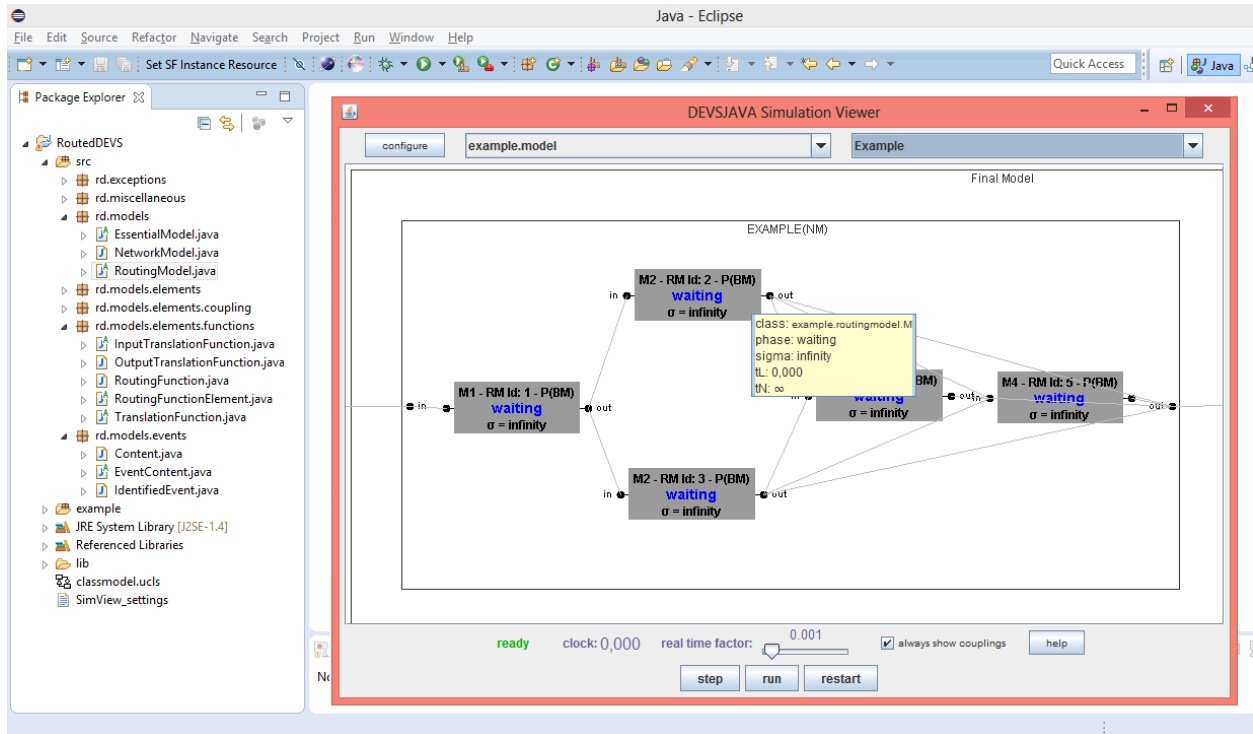 Java - Eclipse
File Edit Source Refactor Navigate Search Project Run Window Help
Set SF Instance Resource
Quick Access
Java
Package Explorer
RoutedDEVS
src
rd.exceptions
rd.miscellaneous
rd.models
EssentialModel.java
NetworkModel.java
RoutingModel.java
rd.models.elements
rd.models.elements.coupling
rd.models.elements.functions
InputTranslationFunction.java
OutputTranslationFunction.java
RoutingFunction.java
RoutingFunctionElement.java
TranslationFunction.java
rd.models.events
Content.java
EventContent.java
IdentifiedEvent.java
example
JRE System Library [J2SE-1.4]
Referenced Libraries
lib
classmodel.ucls
SimView_settings
DEVSJAVA Simulation Viewer
configure
example.model
Example
Final Model
EXAMPLE(NM)
M2 - RM Id: 2 - P(BM)
in waiting out
σ = infinity
class: example.routingmodel.M
phase: waiting
sigma: infinity
tL: 0,000
tN: ∞
BM)
waiting out
σ = infinity
M1 - RM Id: 1 - P(BM)
in waiting out
σ = infinity
M4 - RM Id: 5 - P(BM)
in waiting out
σ = infinity
M2 - RM Id: 3 - P(BM)
in waiting out
σ = infinity
ready clock: 0,000 real time factor: 0.001 always show couplings help
step run restart